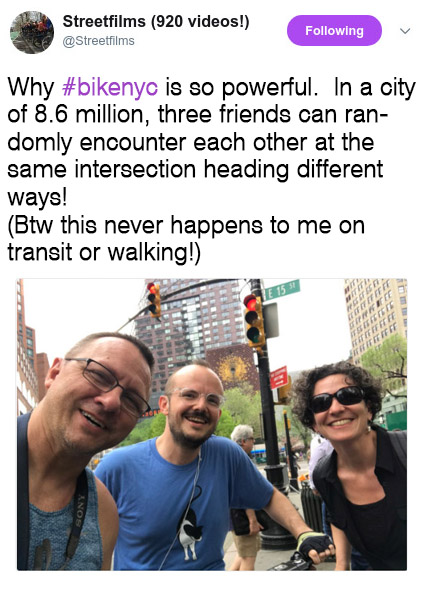 Streetfilms (920 videos!)
@Streetfilms
Following
Why #bikenyc is so powerful.  In a city
of 8.6 million, three friends can ran-
domly encounter each other at the
same intersection heading different
ways!
(Btw this never happens to me on
transit or walking!)
E 15 ST
SONY